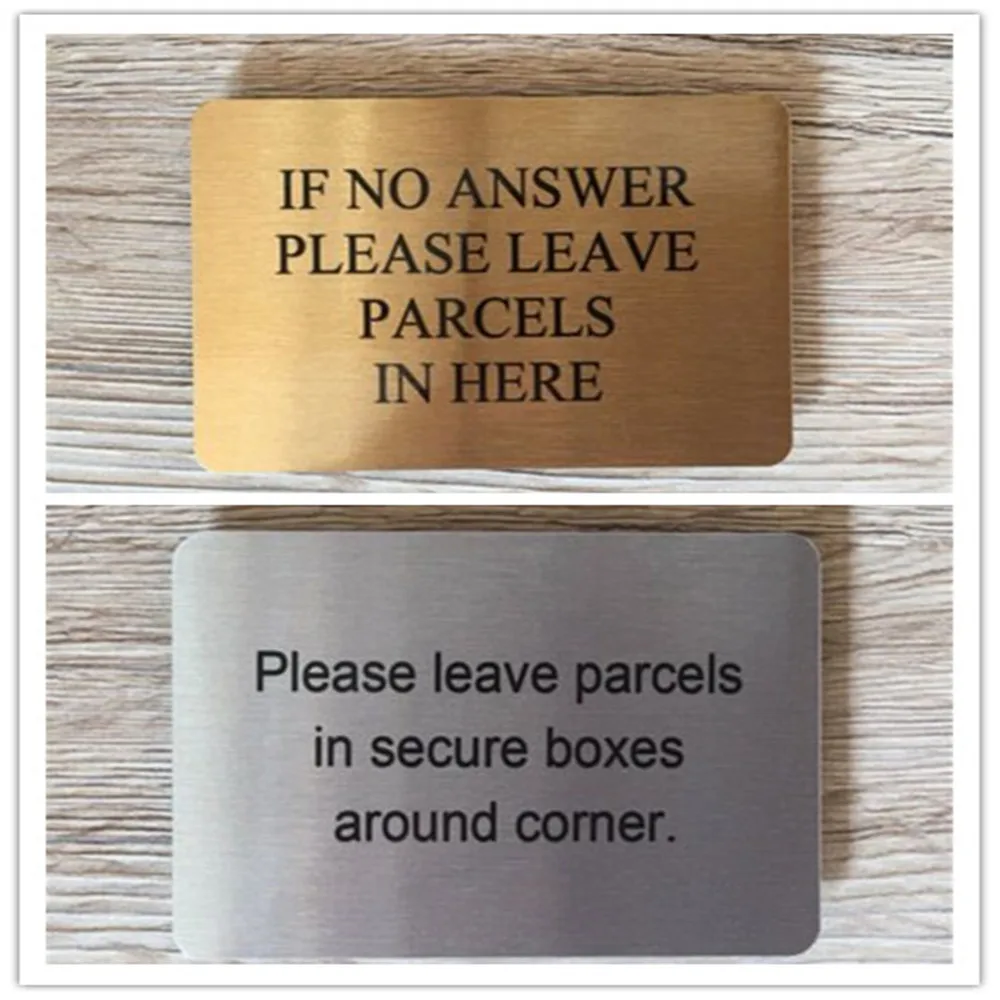 IF NO ANSWER
PLEASE LEAVE
PARCELS
IN HERE
Please leave parcels
in secure boxes
around corner.